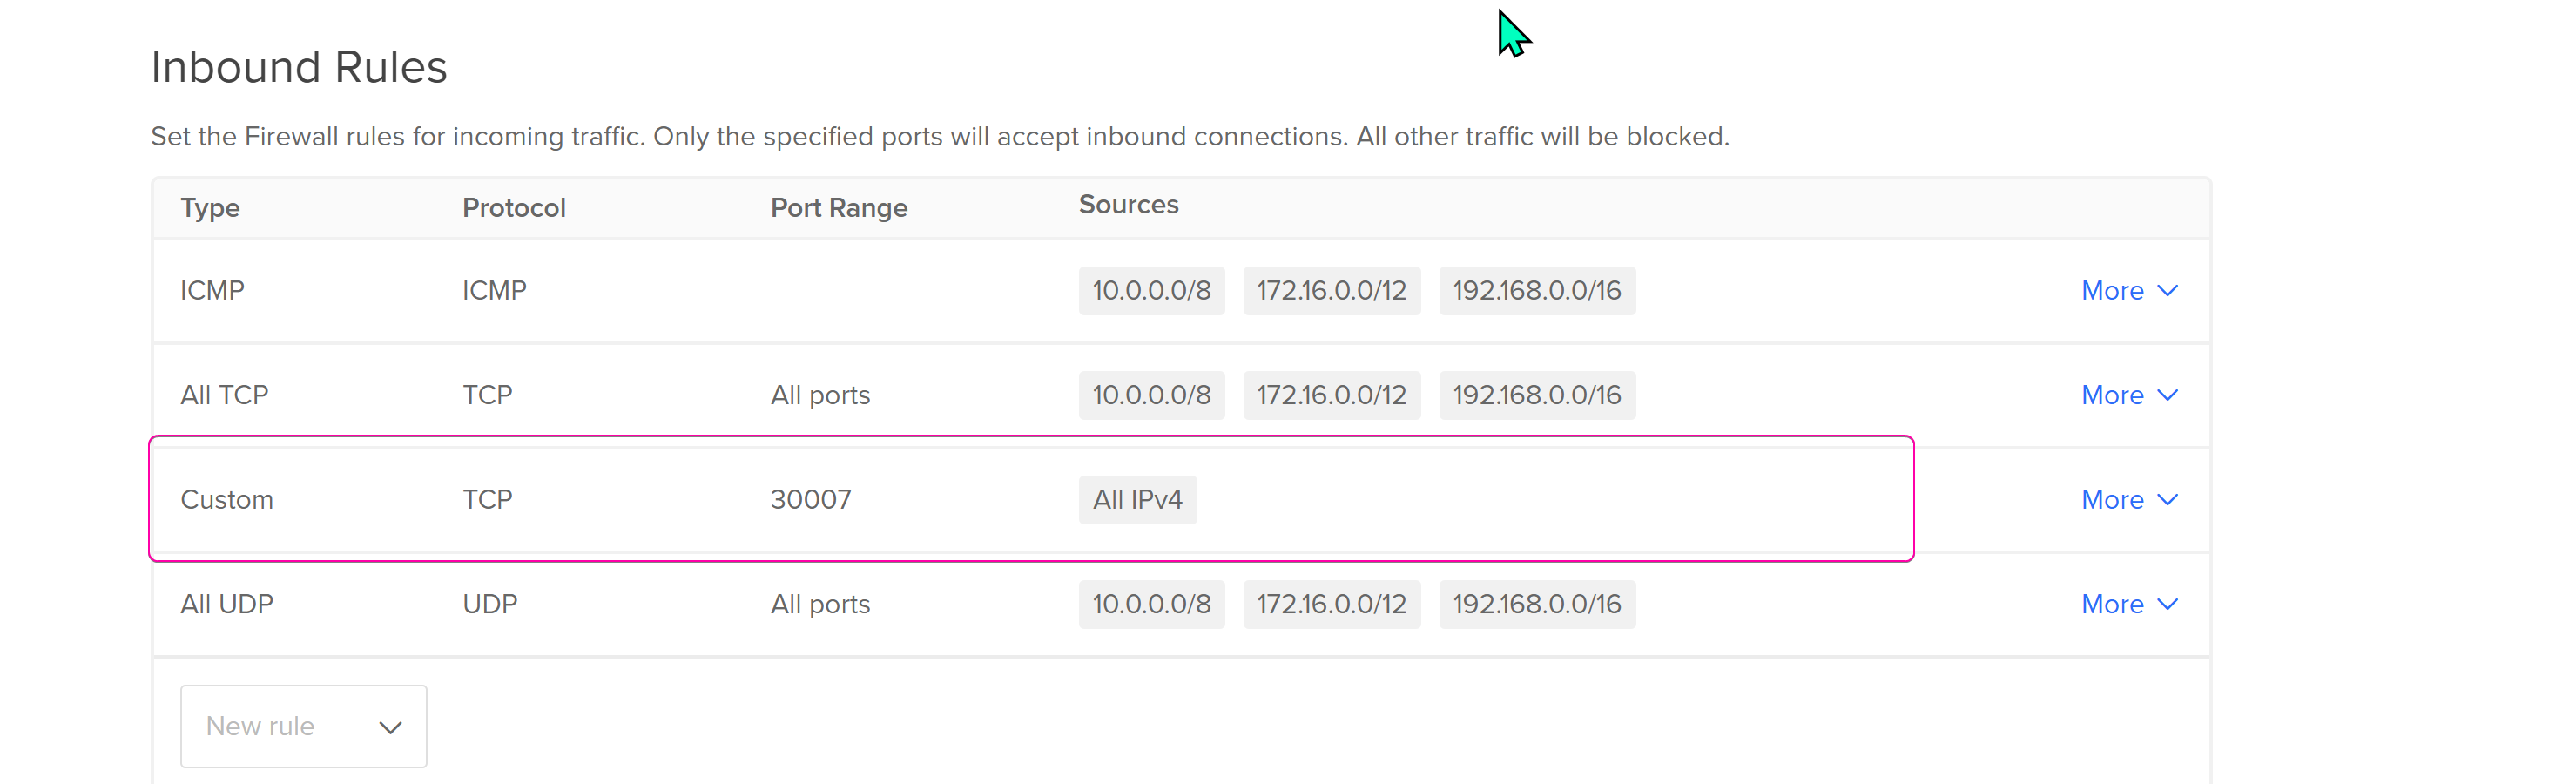 Inbound Rules
Set the Firewall rules for incoming traffic. Only the specified ports will accept inbound connections. All other traffic will be blocked.
Type Protocol Port Range Sources
ICMP ICMP 10.0.0.0/8 172.16.0.0/12 192.168.0.0/16 More
All TCP TCP All ports 10.0.0.0/8 172.16.0.0/12 192.168.0.0/16 More
Custom TCP 30007 All IPv4 More
All UDP UDP All ports 10.0.0.0/8 172.16.0.0/12 192.168.0.0/16 More
New rule